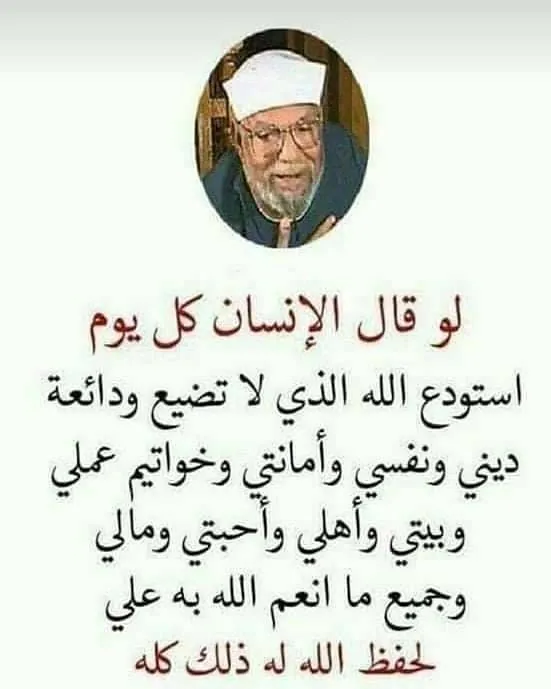 لو قال الإنسان كل يوم
استودع الله الذي لا تضيع ودائعة
ديني ونفسي وأمانتي وخواتيم عملي
وبيتي وأهلي وأحبتي ومالي
وجميع ما انعم الله به علي
لحفظ الله له ذلك كله